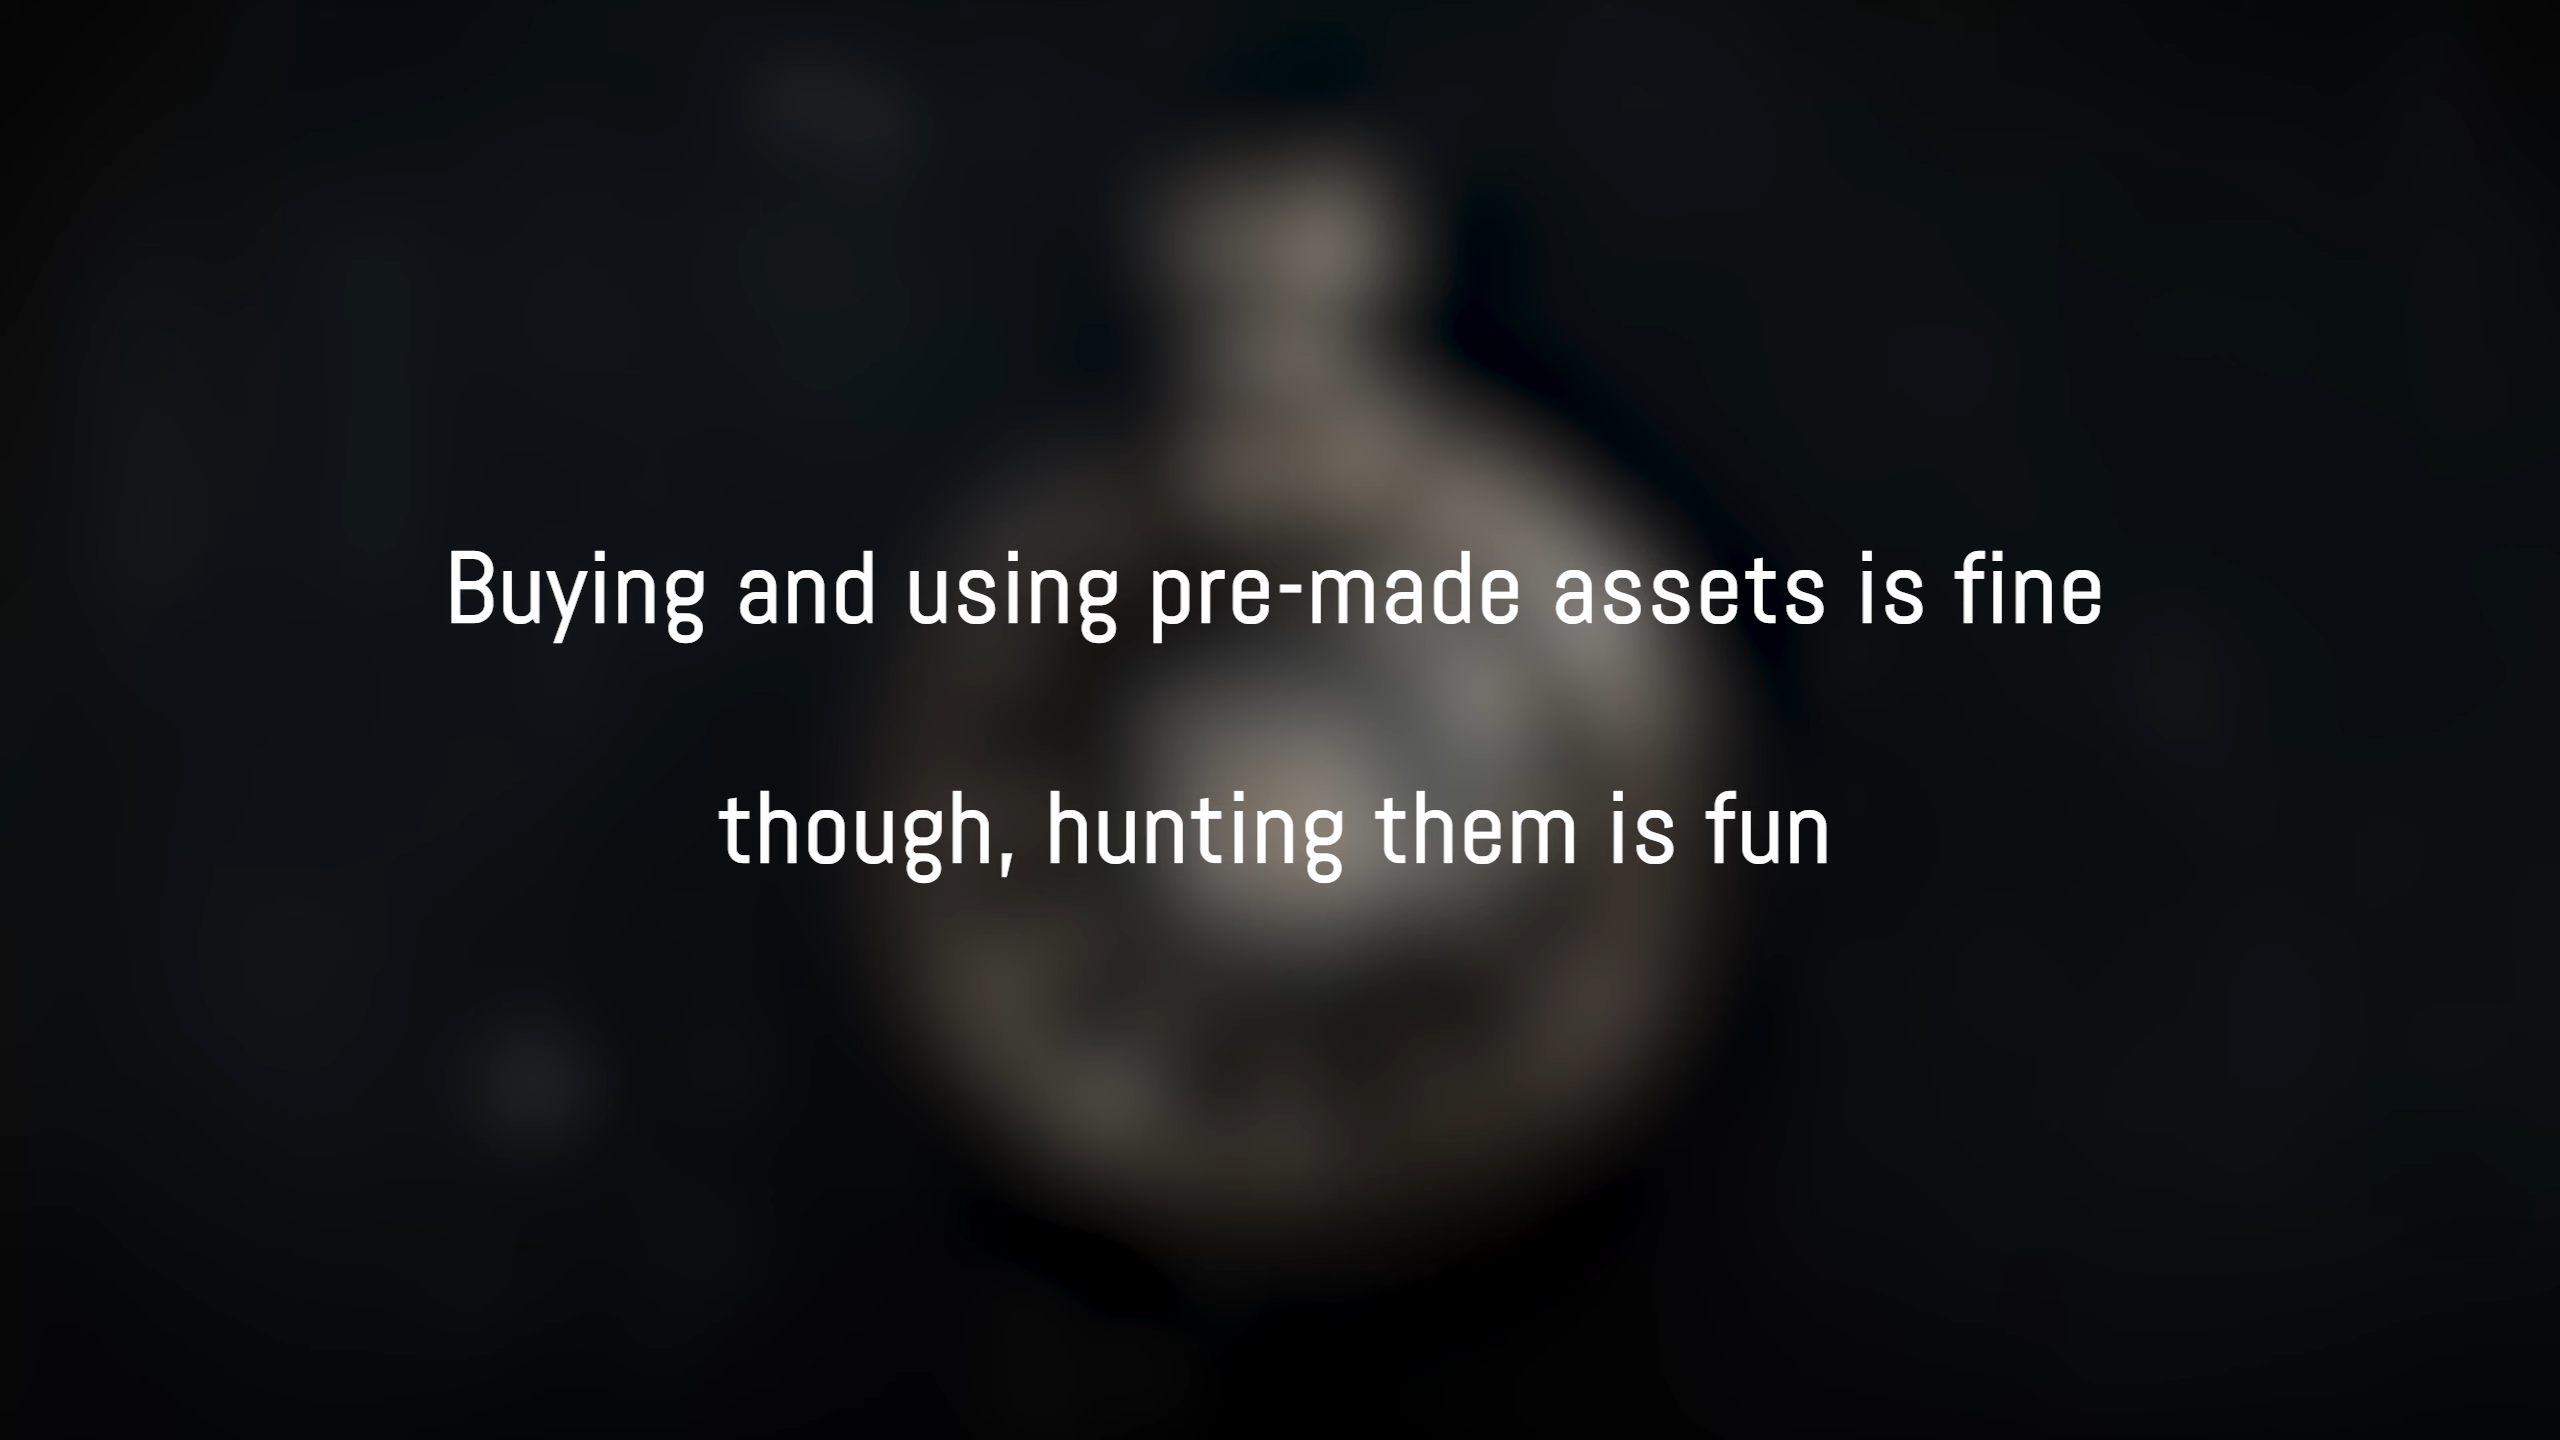 Buying and using pre-made assets is fine
though, hunting them is fun